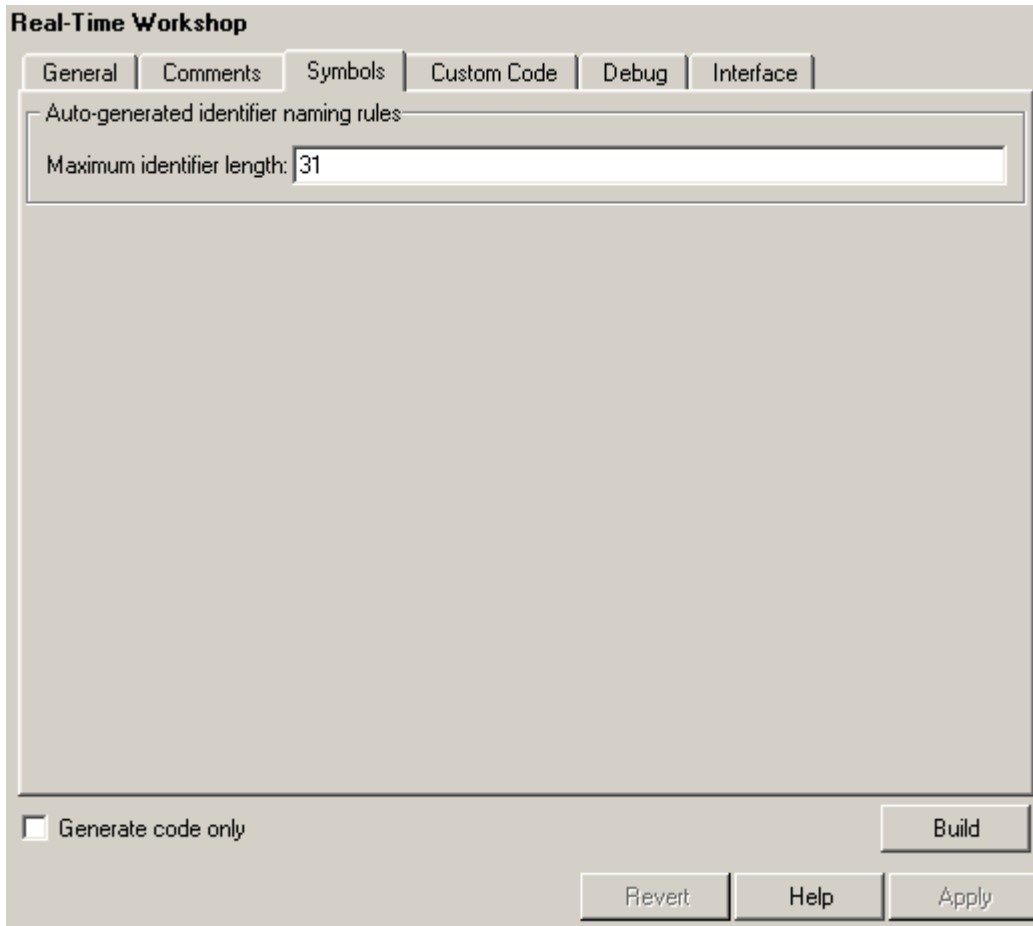 Real-Time Workshop
General Comments Symbols Custom Code Debug Interface
Auto-generated identifier naming rules
Maximum identifier length: 31
Generate code only Build
Revert Help Apply